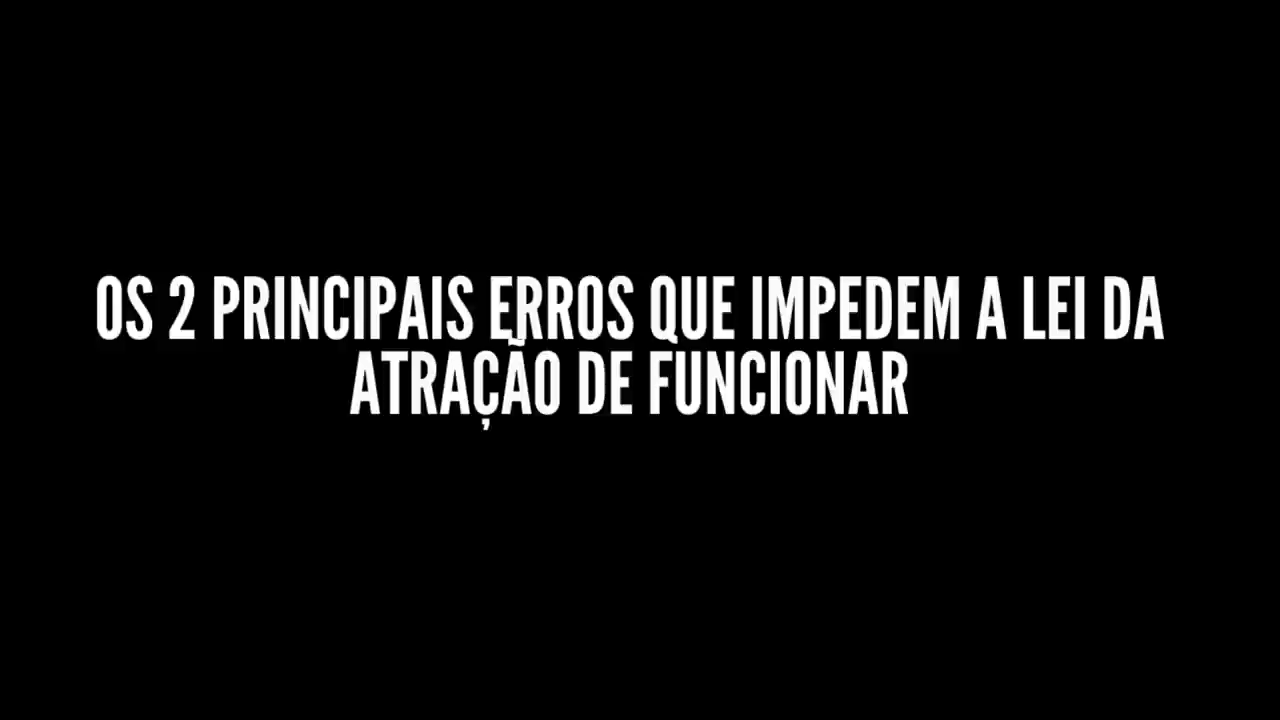 OS 2 PRINCIPAIS ERROS QUE IMPEDEM A LEI DA
ATRAÇÃO DE FUNCIONAR